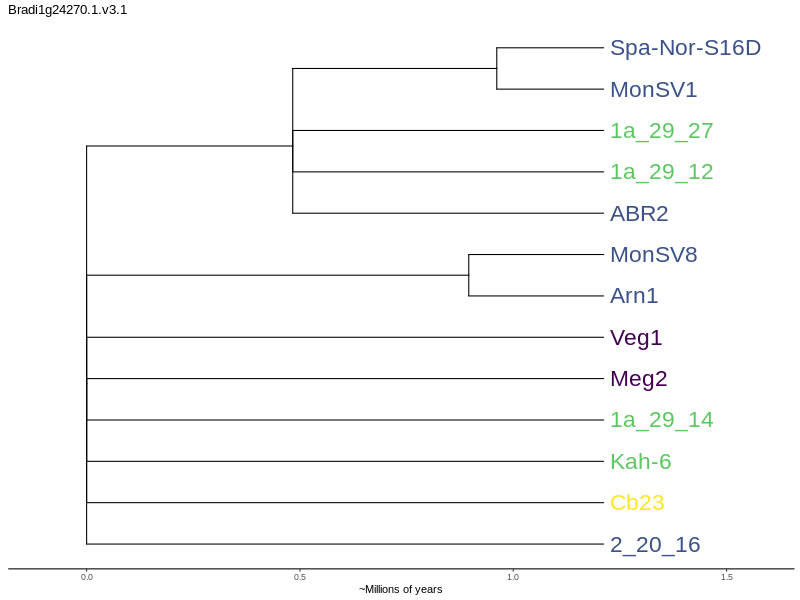 Bradi1g24270.1.v3.1
Spa-Nor-S16D
MonSV1
1a_29_27
1a_29_12
ABR2
MonSV8
Arn1
Veg1
Meg2
1a_29_14
Kah-6
Cb23
2_20_16
0.0 0.5 1.0 1.5
~Millions of years